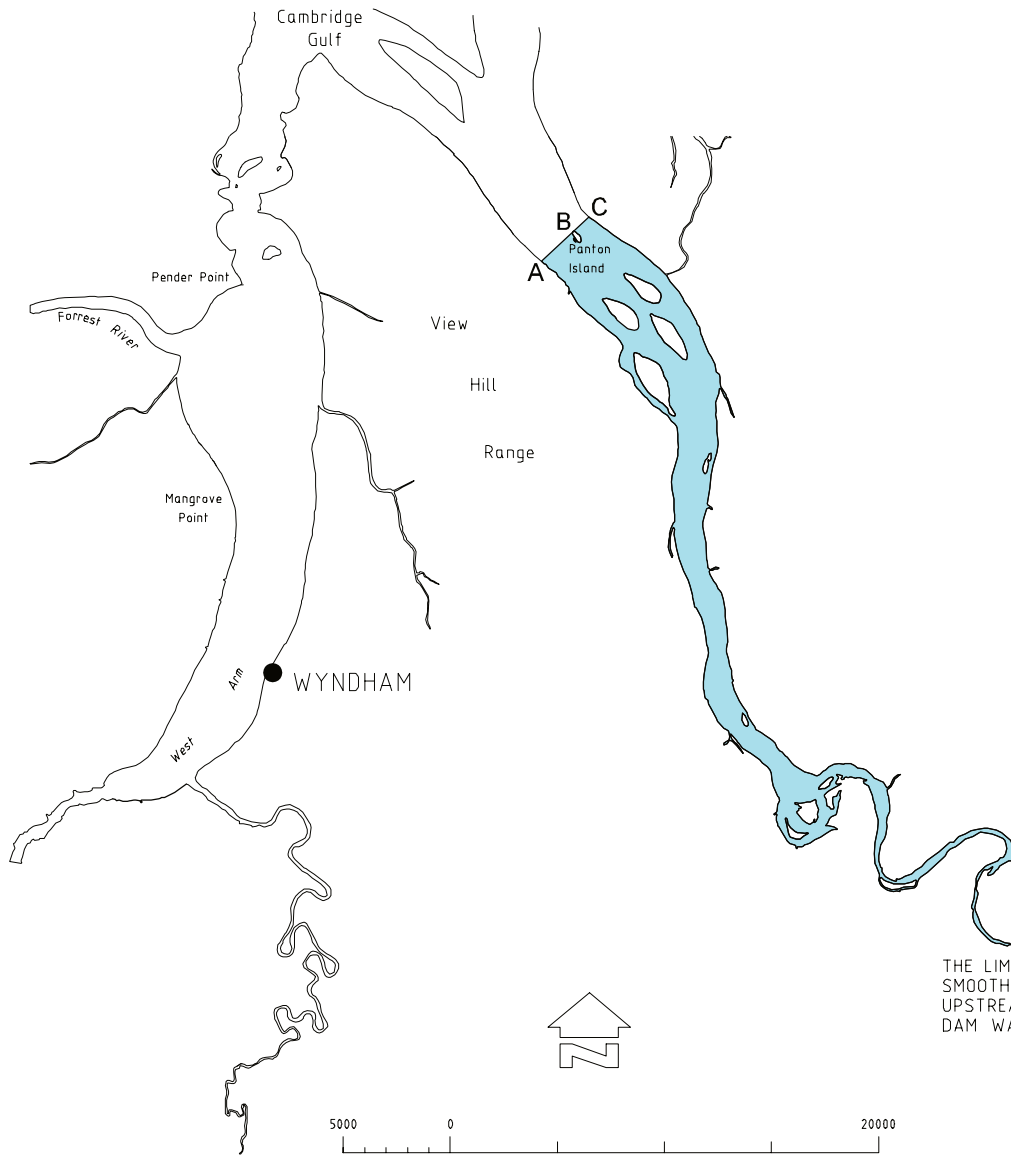 Cambridge
Gulf
C
B
Panton
Island
A
Pender Point
Forrest River
View
Hill
Range
Mangrove
Point
Arm
WYNDHAM
West
THE LIM
SMOOTH
UPSTREA
DAM WA
N
5000 0 20000